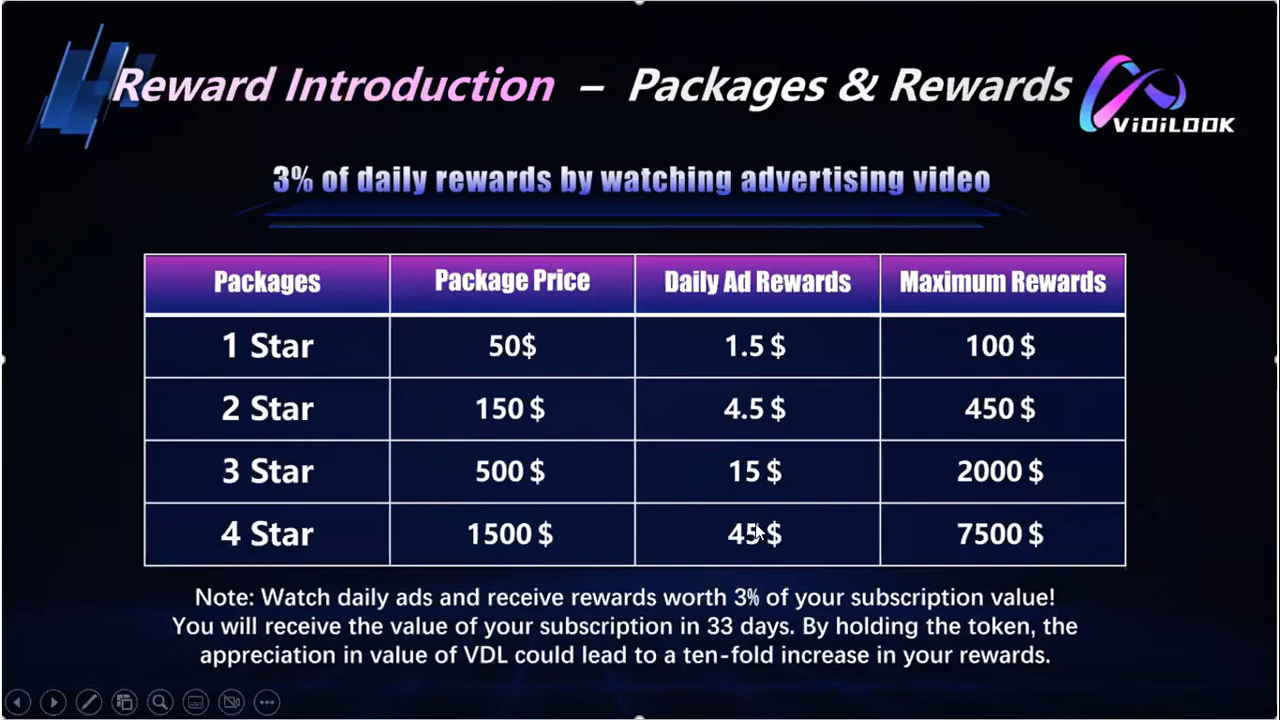 Reward Introduction – Packages & Rewards
ViDiLOOK
3% of daily rewards by watching advertising video
Packages Package Price Daily Ad Rewards Maximum Rewards
1 Star 50$ 1.5 $ 100 $
2 Star 150 $ 4.5 $ 450 $
3 Star 500 $ 15 $ 2000 $
4 Star 1500 $ 45 $ 7500 $
Note: Watch daily ads and receive rewards worth 3% of your subscription value!
You will receive the value of your subscription in 33 days. By holding the token, the
appreciation in value of VDL could lead to a ten-fold increase in your rewards.